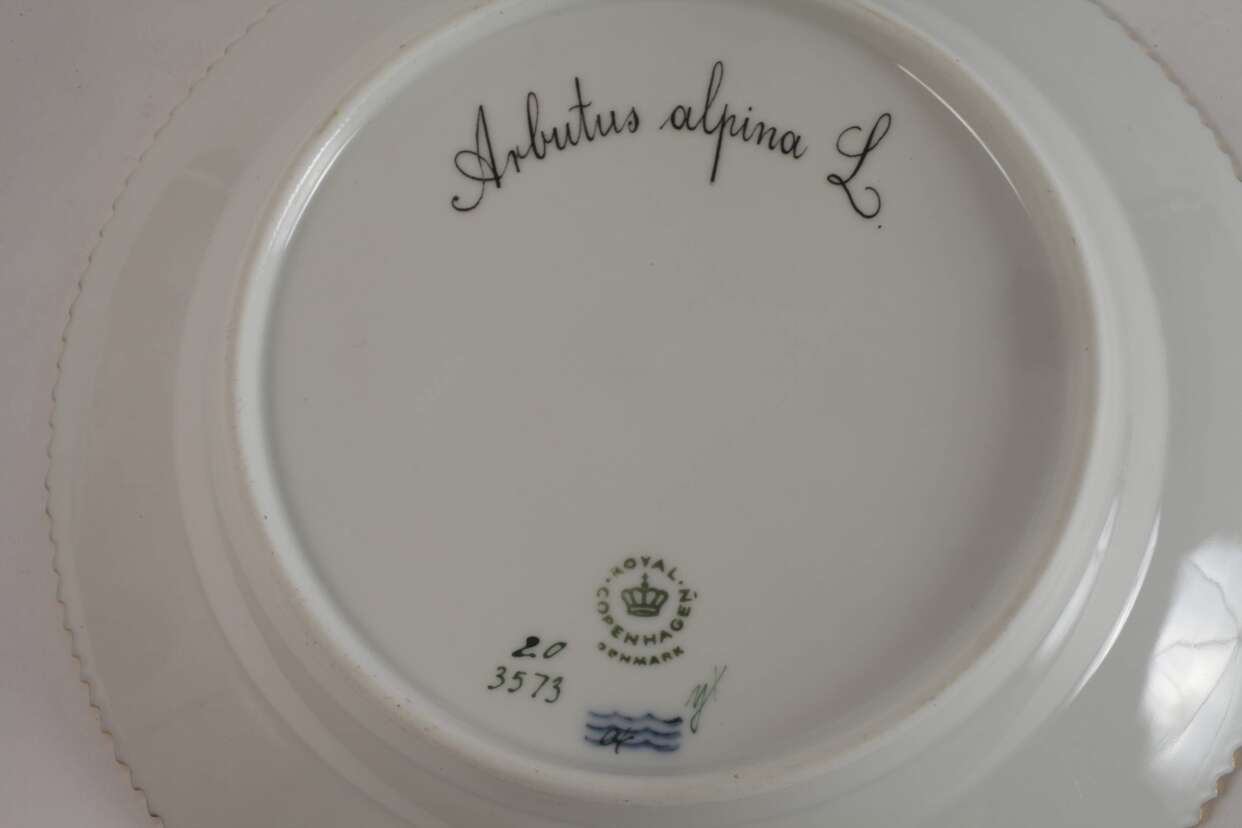 Arbutus alpina L.
ROYAL COPENHAGEN
DENMARK
20
3573